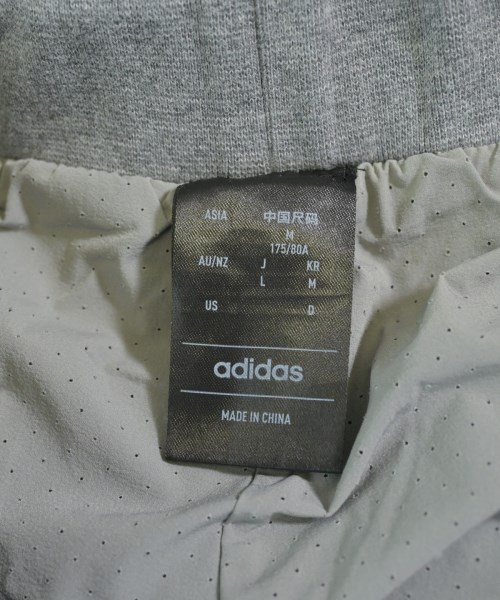 ASIA 中国尺码
M
175/80A
AU/NZ J KR
L M
US D
adidas
MADE IN CHINA